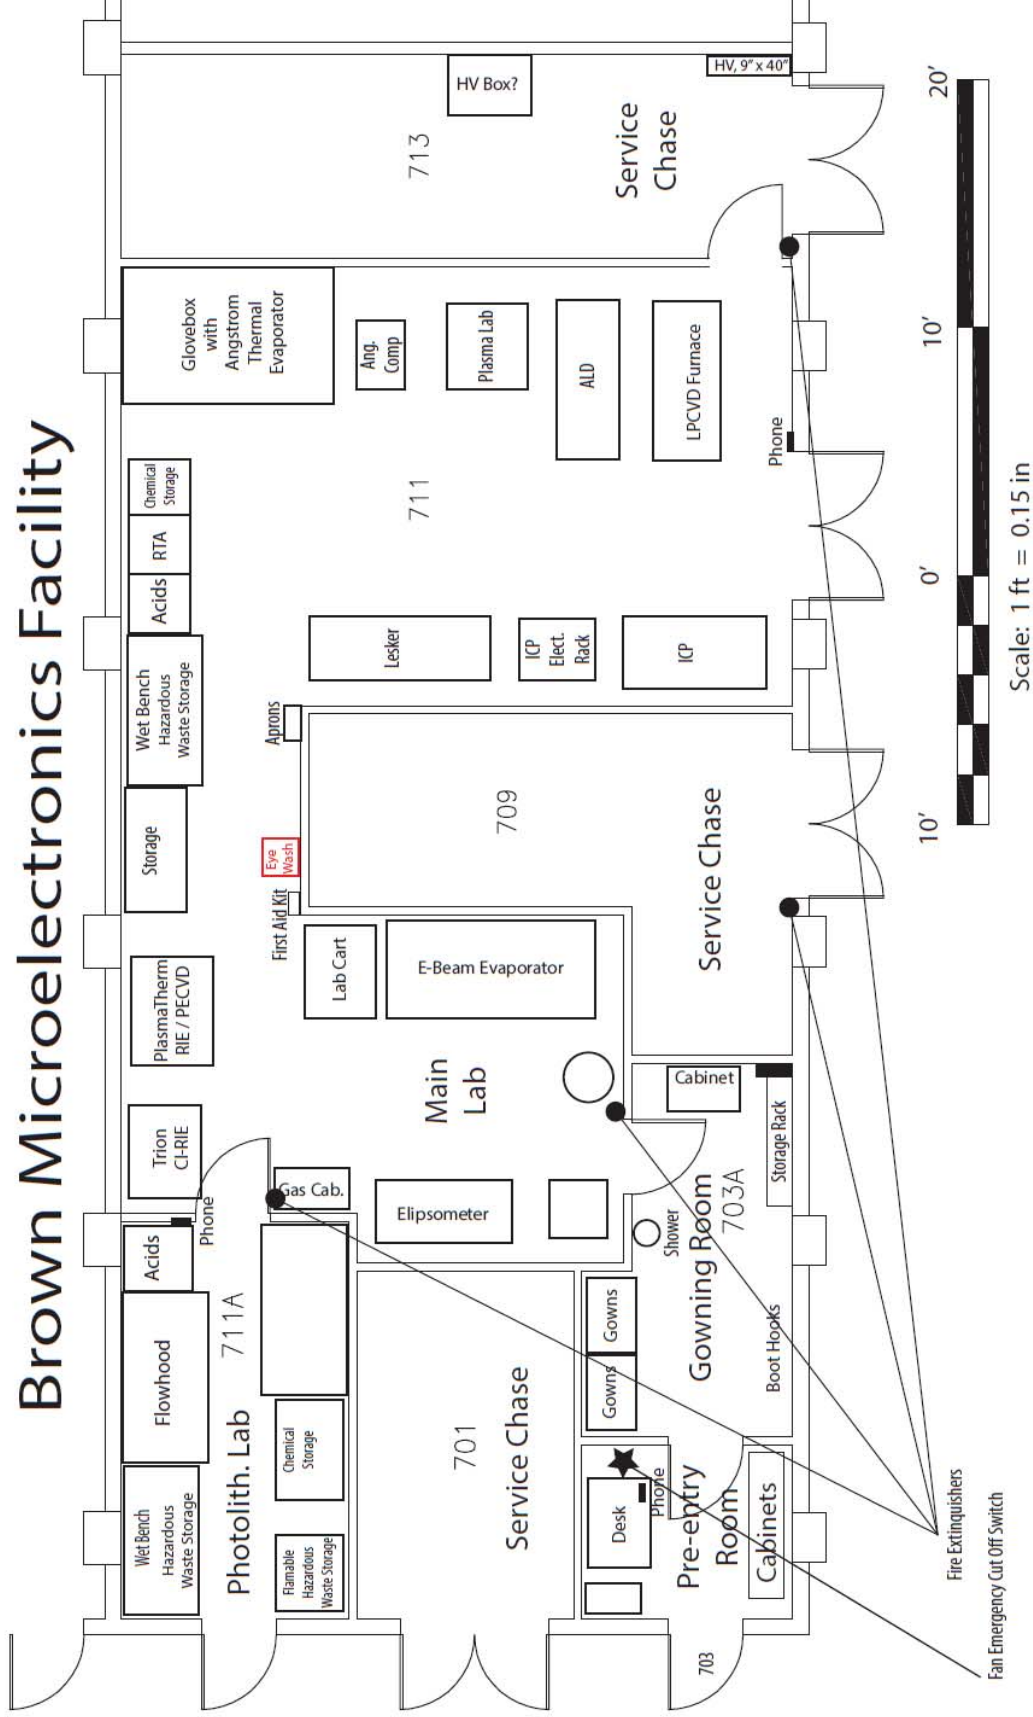 Brown Microelectronics Facility
Wet Bench
Hazardous
Waste Storage
Flowhood
Acids
Phone
Trion
CI-RIE
PlasmaTherm
RIE / PECVD
Storage
Wet Bench
Hazardous
Waste Storage
Acids
RTA
Chemical
Storage
Glovebox
with
Angstrom
Thermal
Evaporator
Photolith. Lab
711A
Flamable
Hazardous
Waste Storage
Chemical
Storage
Gas Cab.
First Aid Kit
Eye
Wash
Aprons
Lab Cart
Lesker
Ang.
Comp
711
713
HV Box?
Elipsometer
Main
Lab
E-Beam Evaporator
709
ICP
Elect.
Rack
Plasma Lab
701
Service Chase
ALD
ICP
LPCVD Furnace
Service
Chase
HV, 9" x 40"
Desk
Phone
Gowns
Gowns
Shower
Gowning Room
703A
Cabinet
Storage Rack
Service Chase
Phone
Pre-entry
Room
Cabinets
Boot Hooks
703
10'
0'
10'
20'
Fire Extinguishers
Fan Emergency Cut Off Switch
Scale: 1 ft = 0.15 in